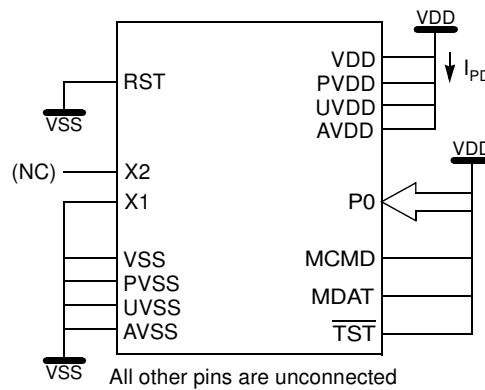 VDD
VDD
PVDD
UVDD
AVDD
IPD
RST
VSS
VDD
(NC)
X2
X1
P0
VSS
PVSS
UVSS
AVSS
MCMD
MDAT
TST
VSS
All other pins are unconnected